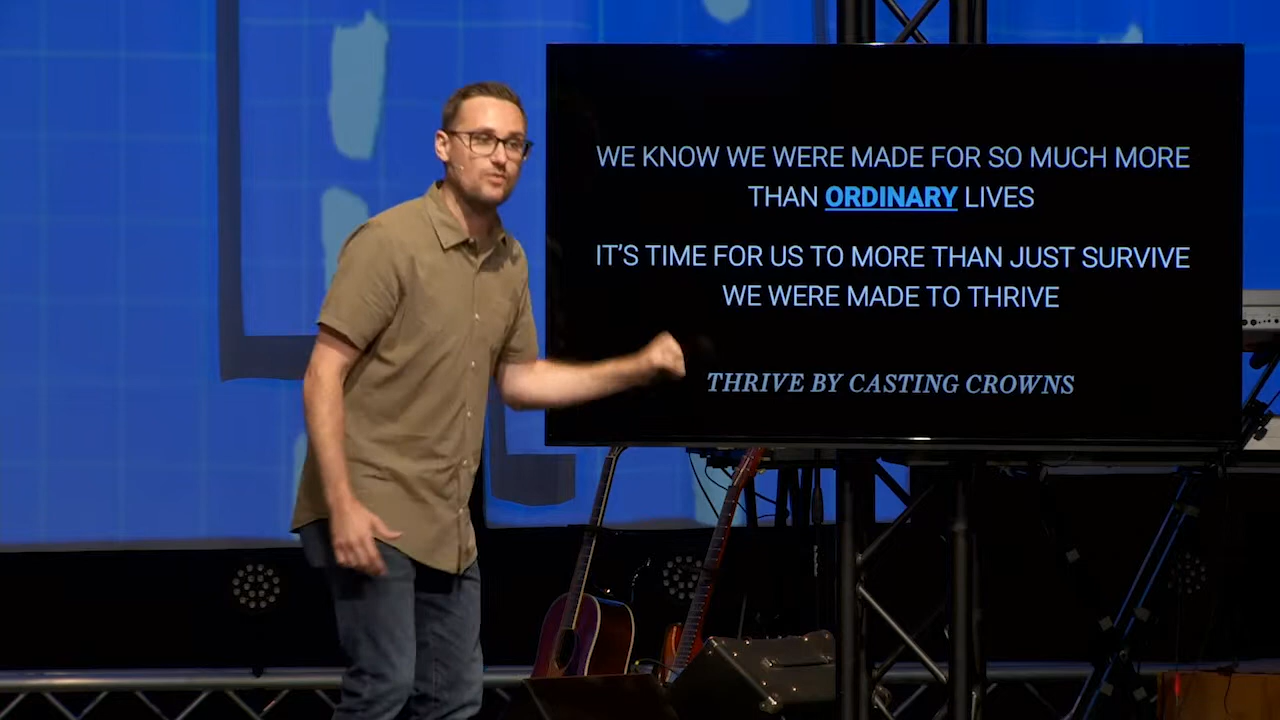 WE KNOW WE WERE MADE FOR SO MUCH MORE
THAN ORDINARY LIVES
IT'S TIME FOR US TO MORE THAN JUST SURVIVE
WE WERE MADE TO THRIVE
THRIVE BY CASTING CROWNS